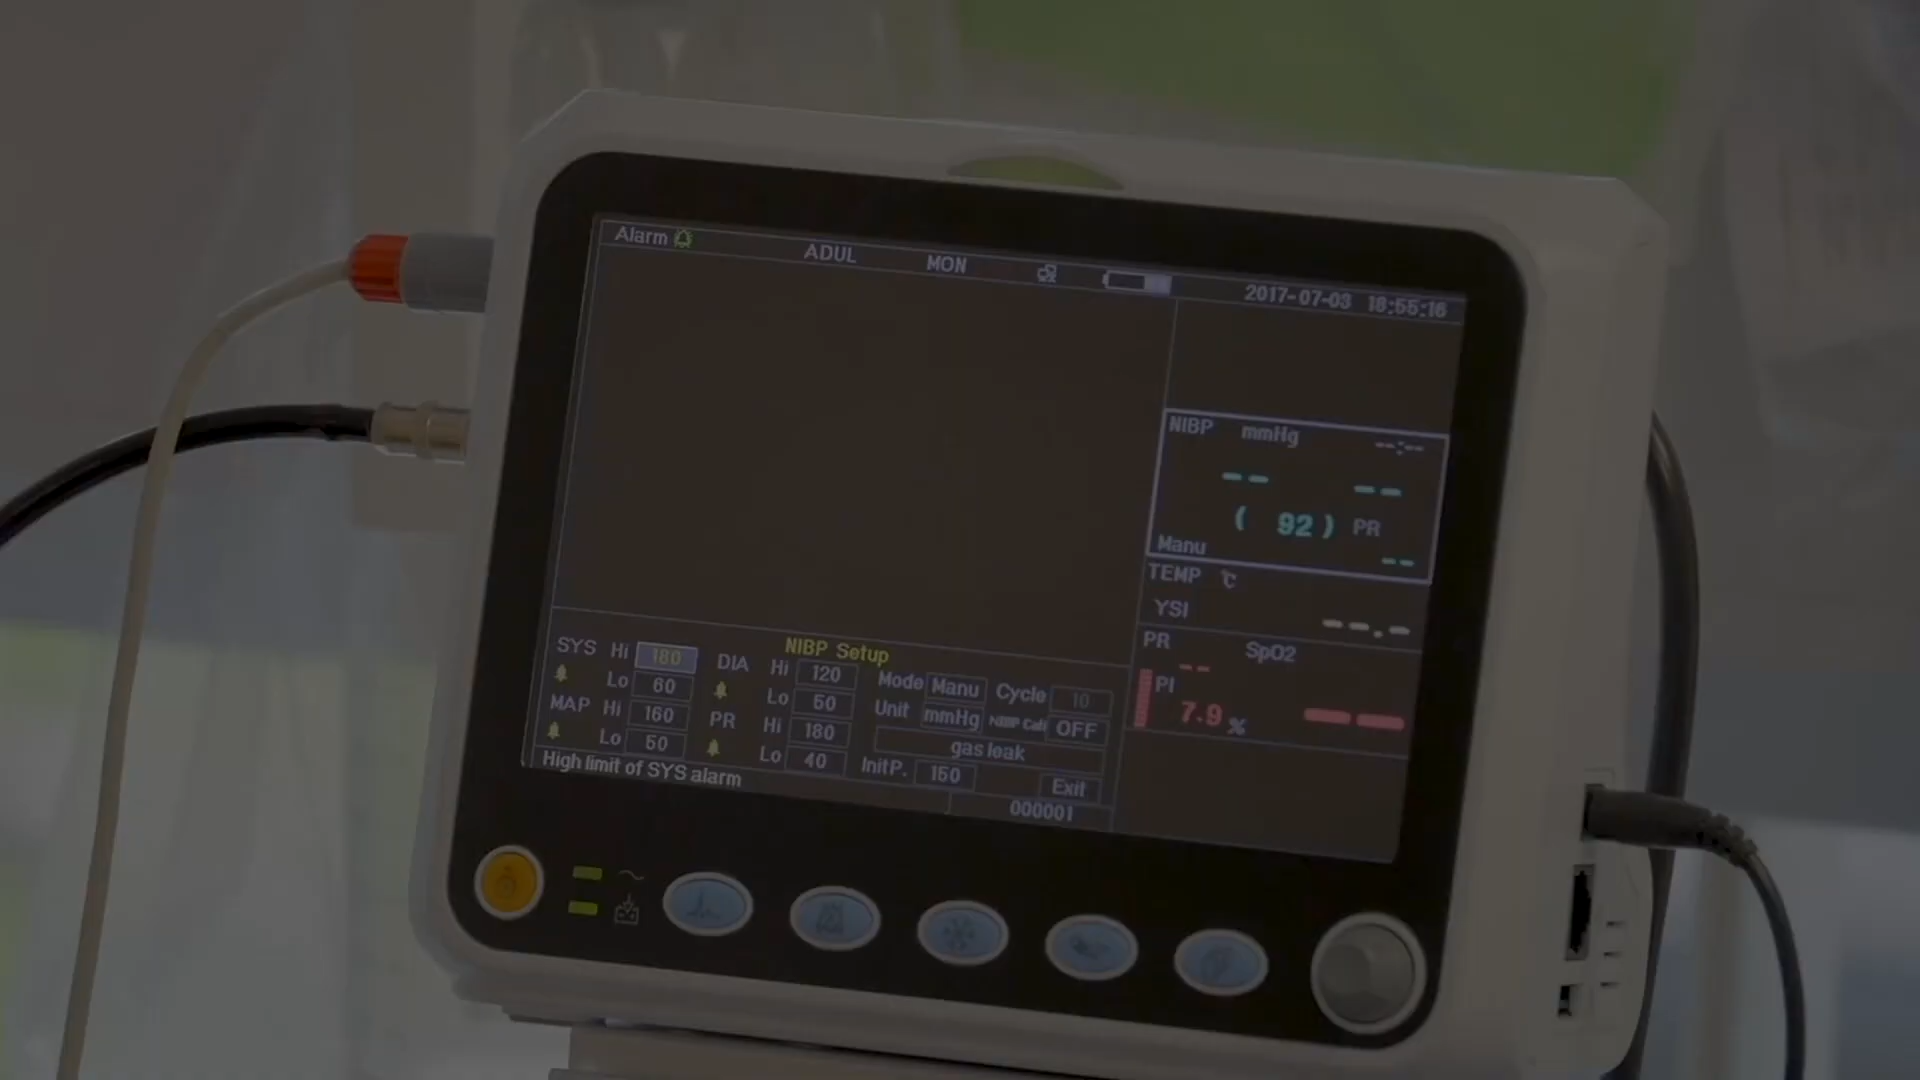 Alarm ADUL MON 2017-07-03 18:55:16
NIBP mmHg --:--
-- --
( 92 ) PR
Manu --
TEMP °C
YSI --.-
PR SpO2
--
PI
7.9 % --
NIBP Setup
SYS Hi 180 DIA Hi 120 Mode Manu Cycle 10
Lo 60 Lo 50 Unit mmHg NIBP Cali OFF
MAP Hi 160 PR Hi 180 gas leak
Lo 50 Lo 40 InitP. 150 Exit
High limit of SYS alarm 000001